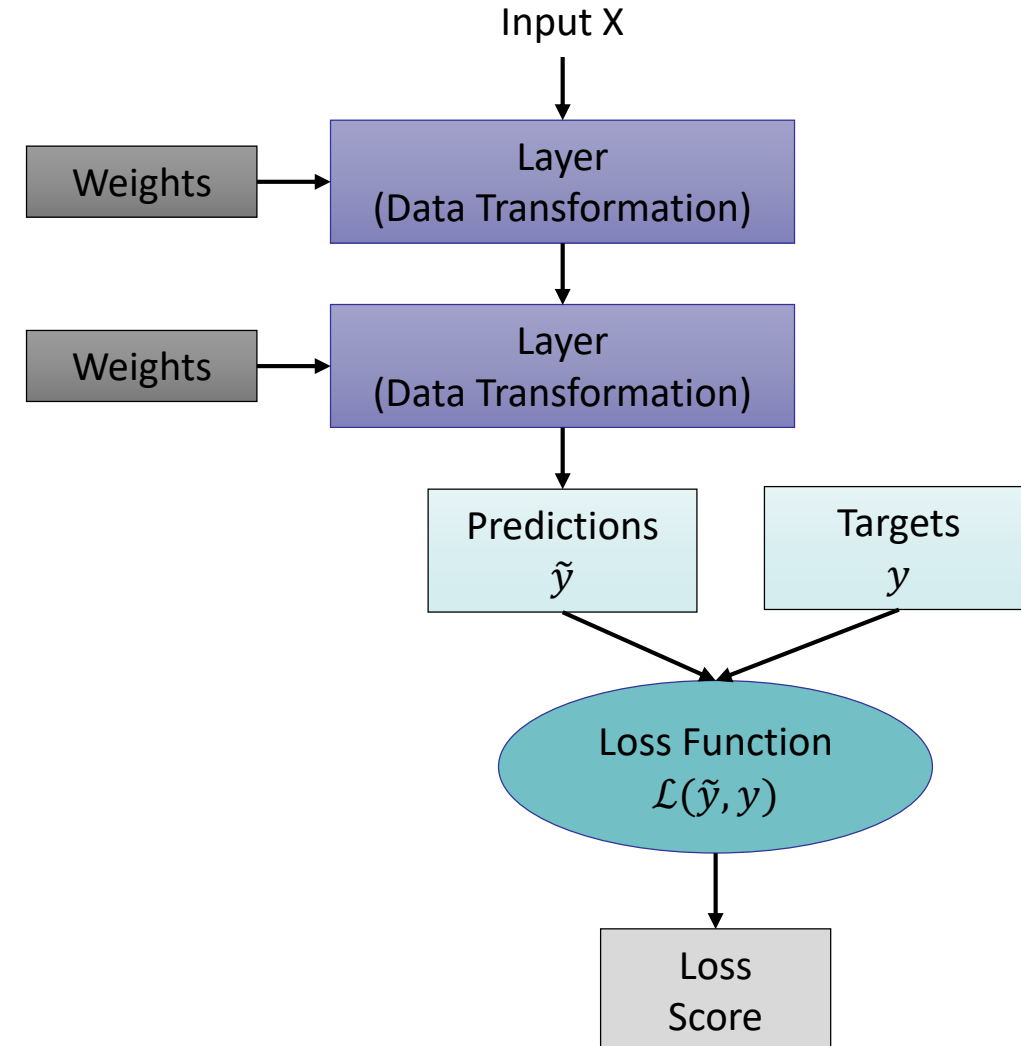 Input X
Weights
Layer
(Data Transformation)
Weights
Layer
(Data Transformation)
Predictions
ỹ
Targets
y
Loss Function
ℒ(ỹ, y)
Loss
Score